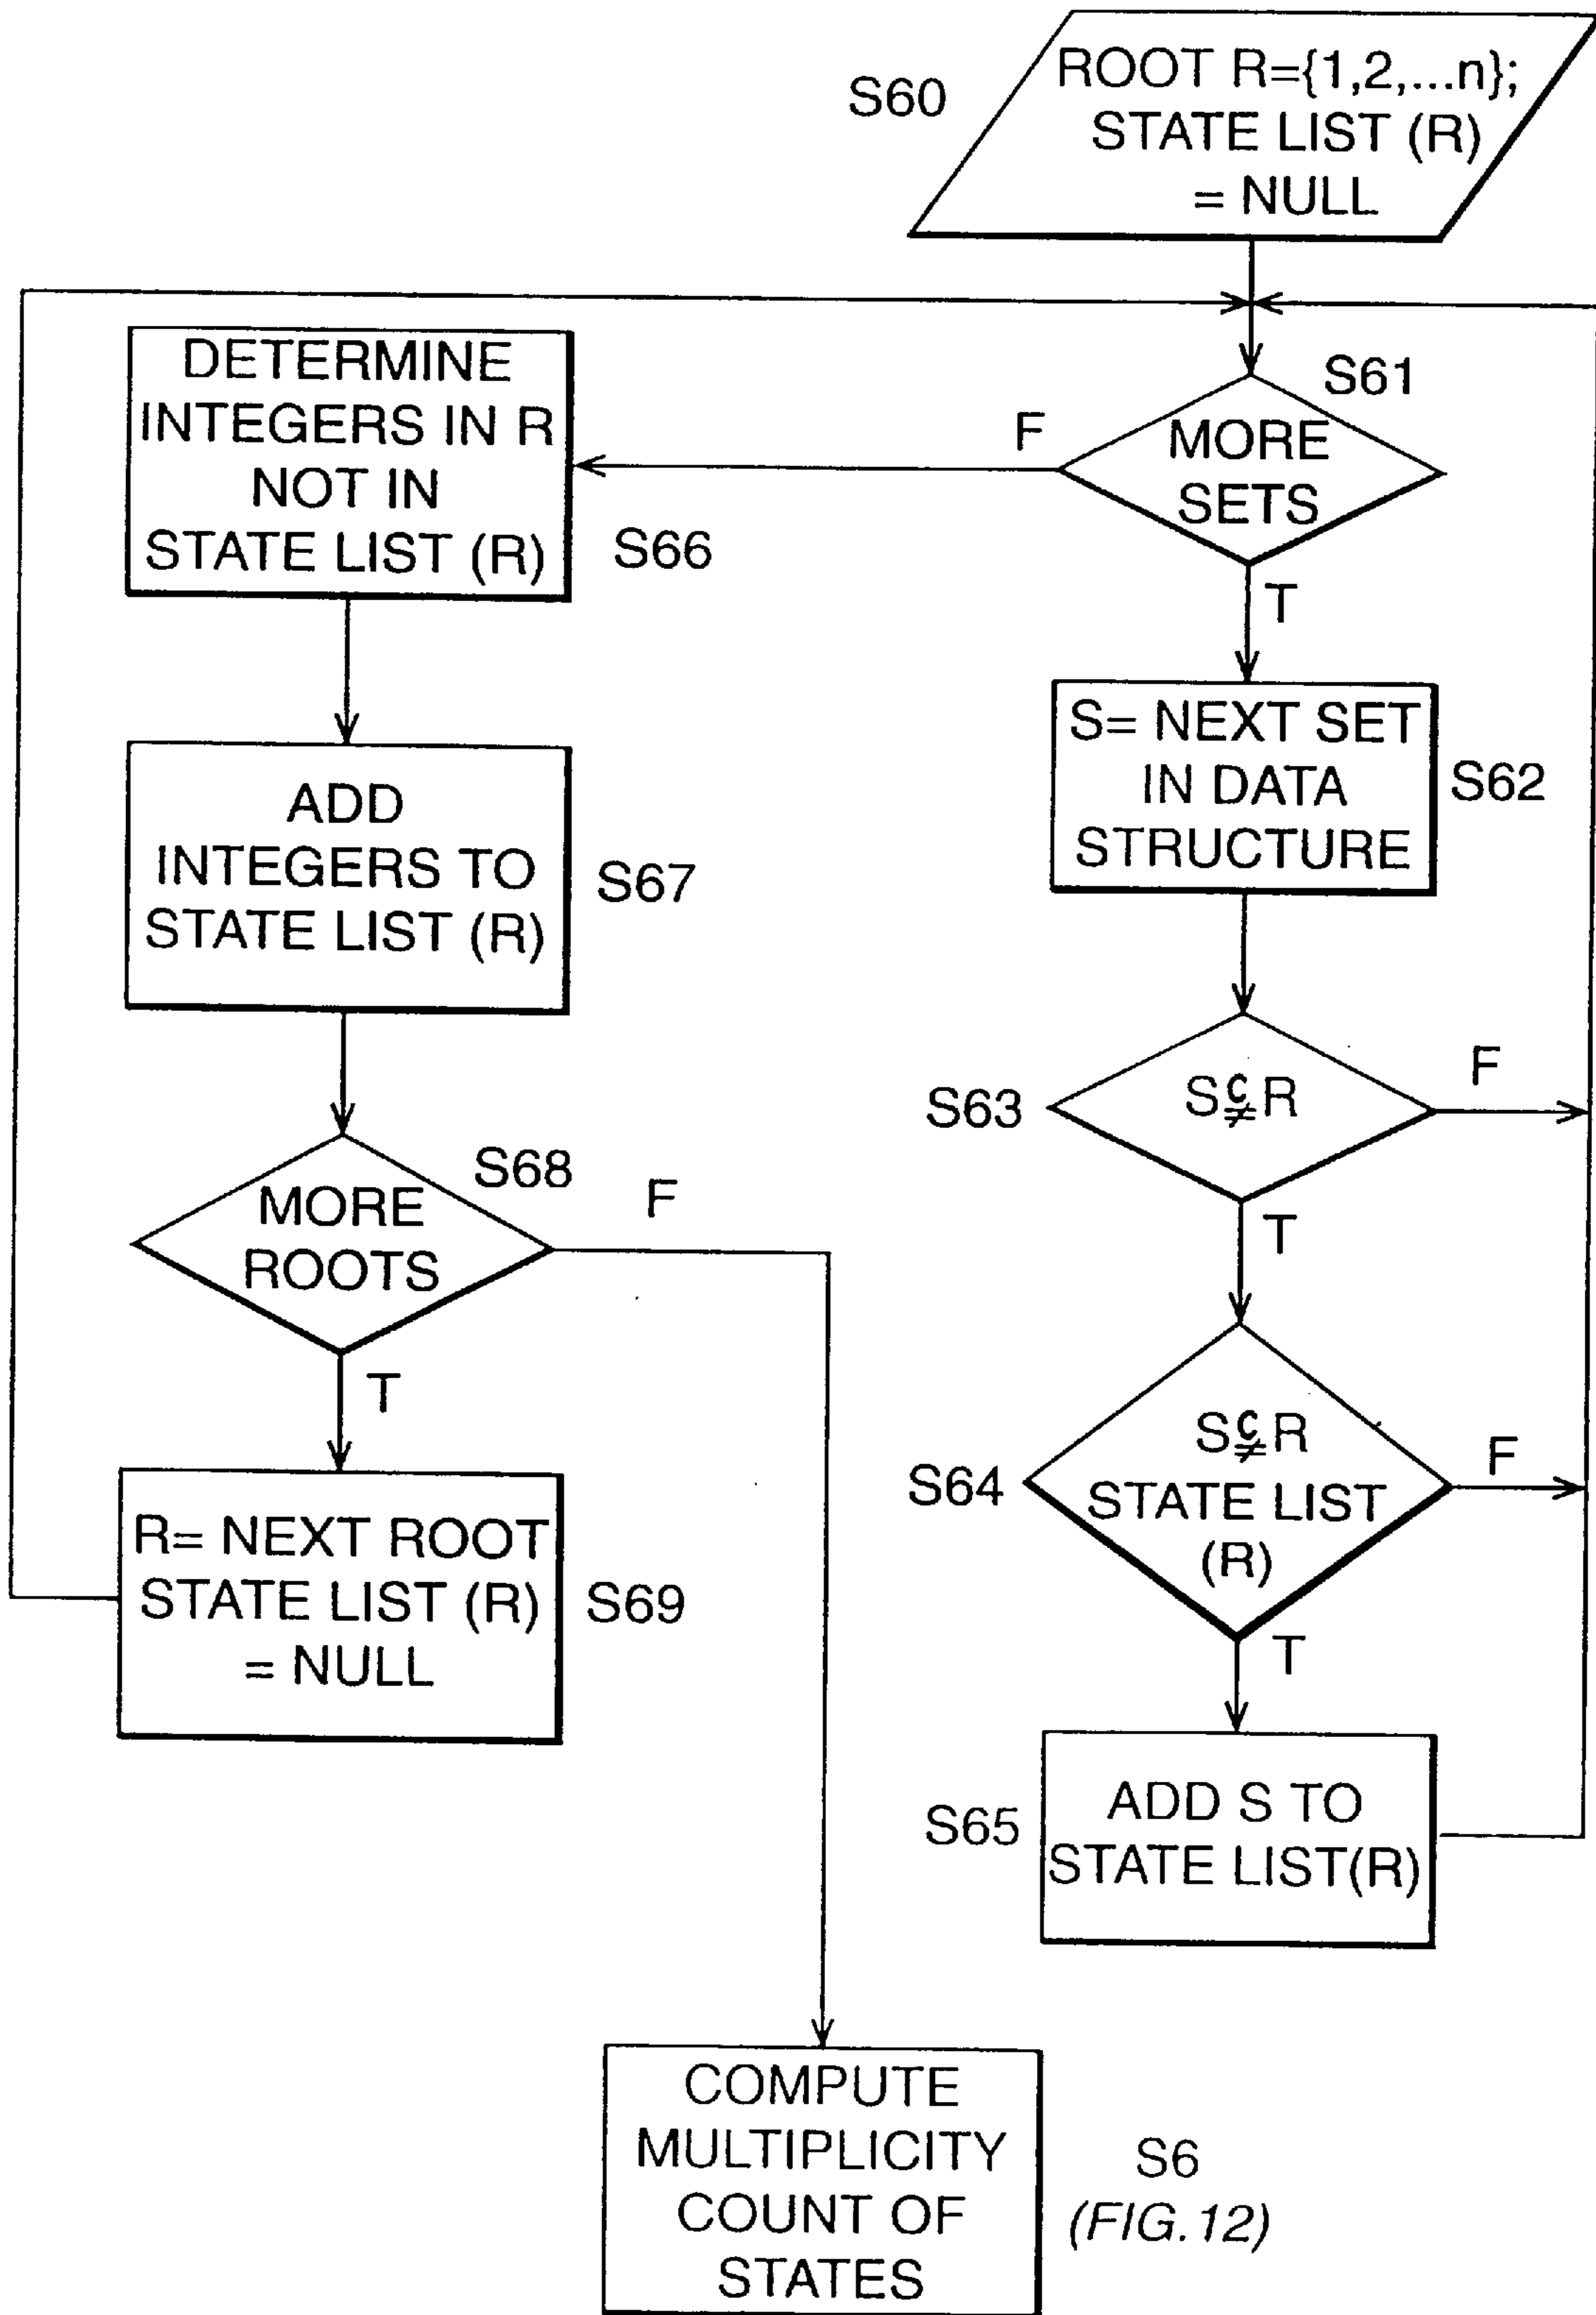 S60
ROOT R={1,2,...n};
STATE LIST (R)
= NULL
S61
MORE
SETS
F
T
S= NEXT SET
IN DATA
STRUCTURE
S62
S63
S⊊R
F
T
S64
S⊊R
STATE LIST
(R)
F
T
S65
ADD S TO
STATE LIST(R)
DETERMINE
INTEGERS IN R
NOT IN
STATE LIST (R)
S66
ADD
INTEGERS TO
STATE LIST (R)
S67
S68
MORE
ROOTS
F
T
R= NEXT ROOT
STATE LIST (R)
= NULL
S69
COMPUTE
MULTIPLICITY
COUNT OF
STATES
S6
(FIG.12)